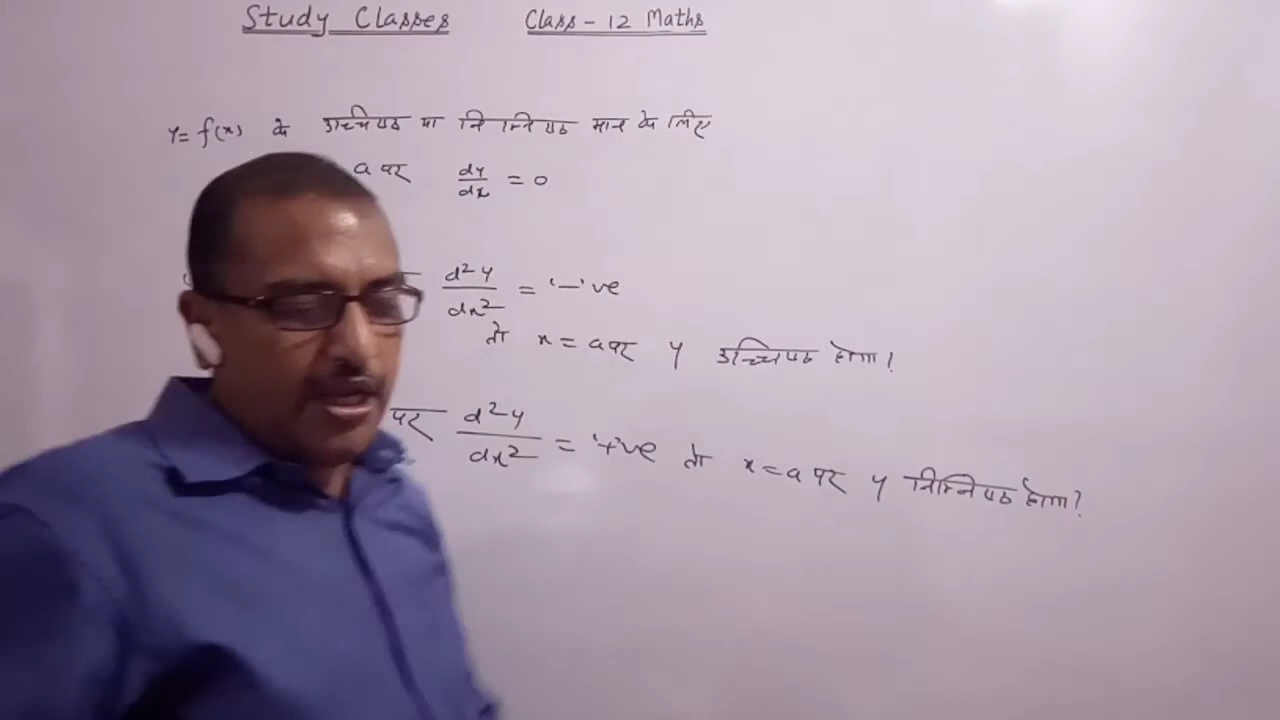 Study Classes Class - 12 Maths
y = f(x) के उच्चिष्ठ या निम्निष्ठ मान के लिए
a पर dy/dx = 0
d²y/dx² = '-'ve
तो x = a पर y उच्चिष्ठ होगा।
पर d²y/dx² = '+'ve तो x = a पर y निम्निष्ठ होगा।